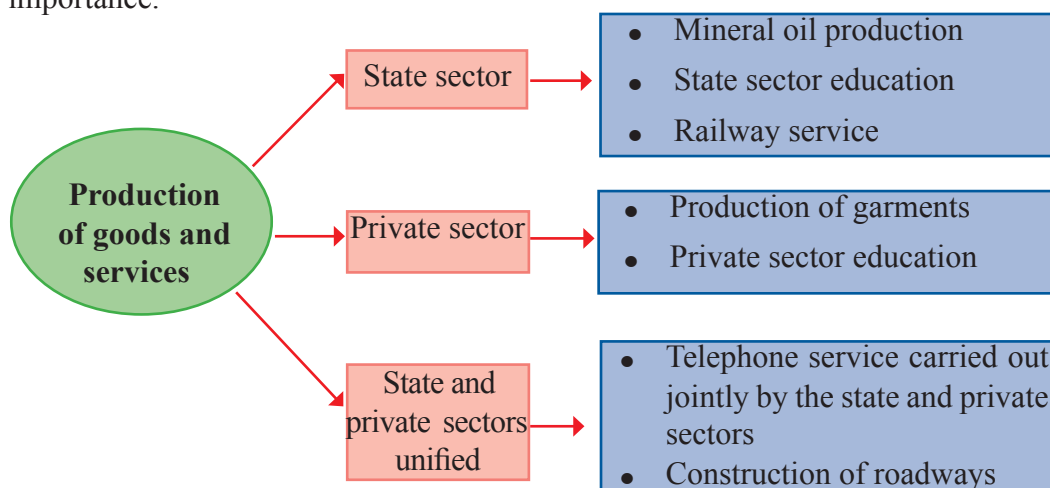 importance.
State sector
• Mineral oil production
• State sector education
• Railway service
Production
of goods and
services
Private sector
• Production of garments
• Private sector education
State and
private sectors
unified
• Telephone service carried out
jointly by the state and private
sectors
• Construction of roadways